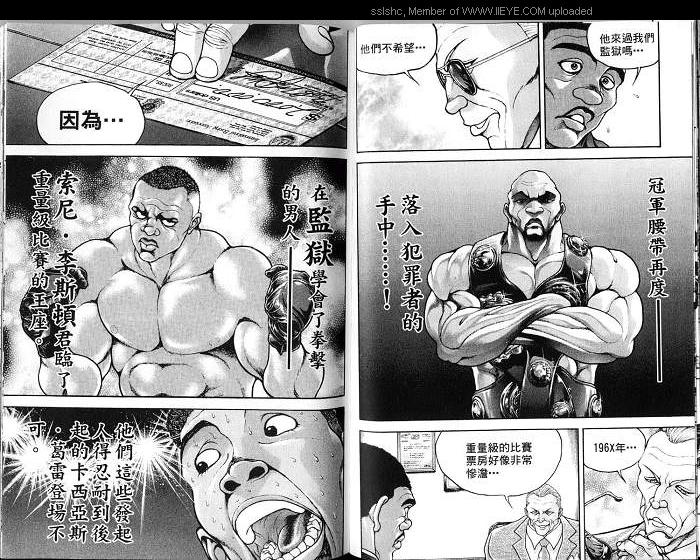 sslshc, Member of WWW.IIEYE.COM uploaded
他來過我們
監獄嗎…
他們不希望…
冠軍腰帶再度——
落入犯罪者的
手中……！
196X年…
重量級的比賽
票房好像非常
慘澹…
因為…
在監獄學會了拳擊
的男人——
索尼·李斯頓君臨了
重量級比賽的王座。
他們這些發起
人得忍耐到後
起的卡西亞斯
·葛雷登場不
可。